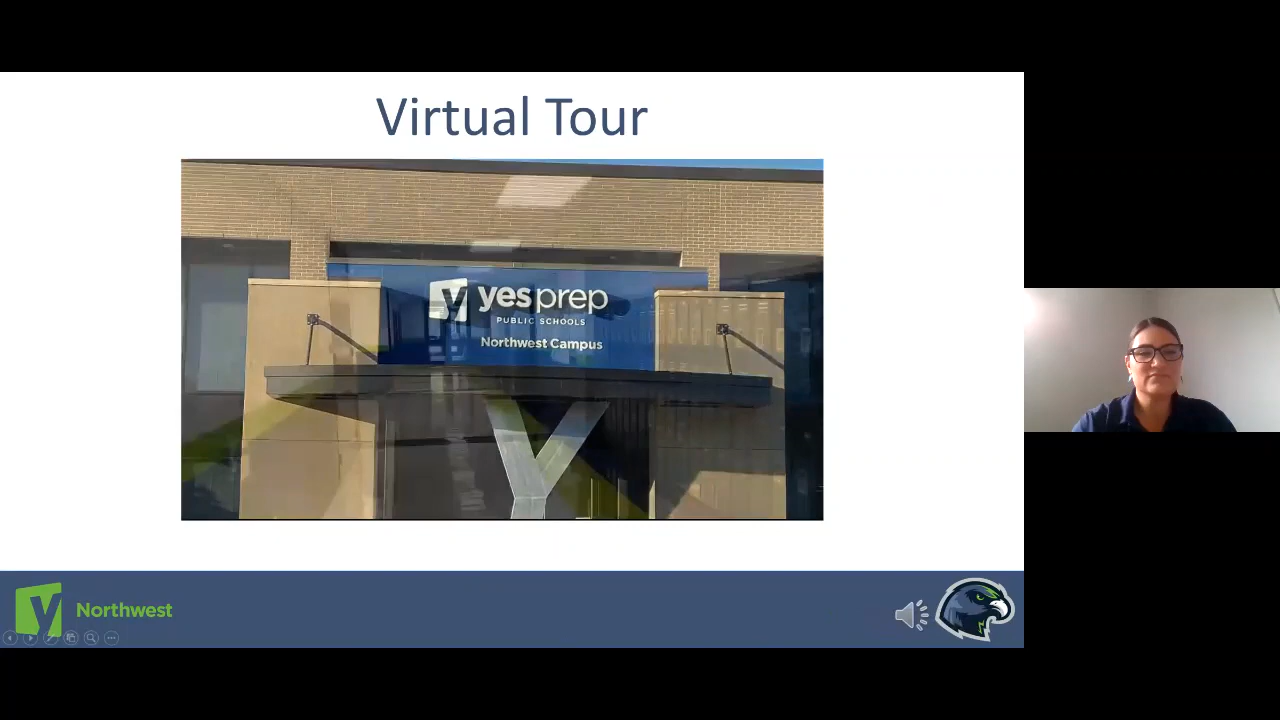 Virtual Tour
Y yes prep
PUBLIC SCHOOLS
Northwest Campus
Y
Y Northwest